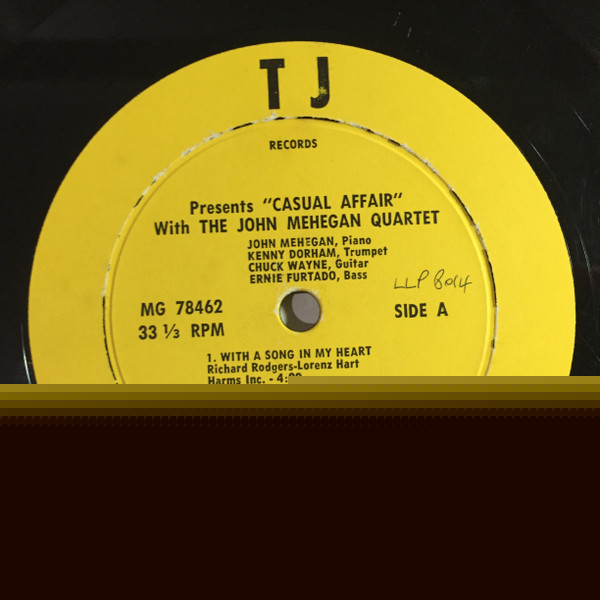 TJ
RECORDS
Presents "CASUAL AFFAIR"
With THE JOHN MEHEGAN QUARTET
JOHN MEHEGAN, Piano
KENNY DORHAM, Trumpet
CHUCK WAYNE, Guitar
ERNIE FURTADO, Bass
LLP 8014
MG 78462
SIDE A
33 ⅓ RPM
1. WITH A SONG IN MY HEART
Richard Rodgers-Lorenz Hart
Harms Inc. -